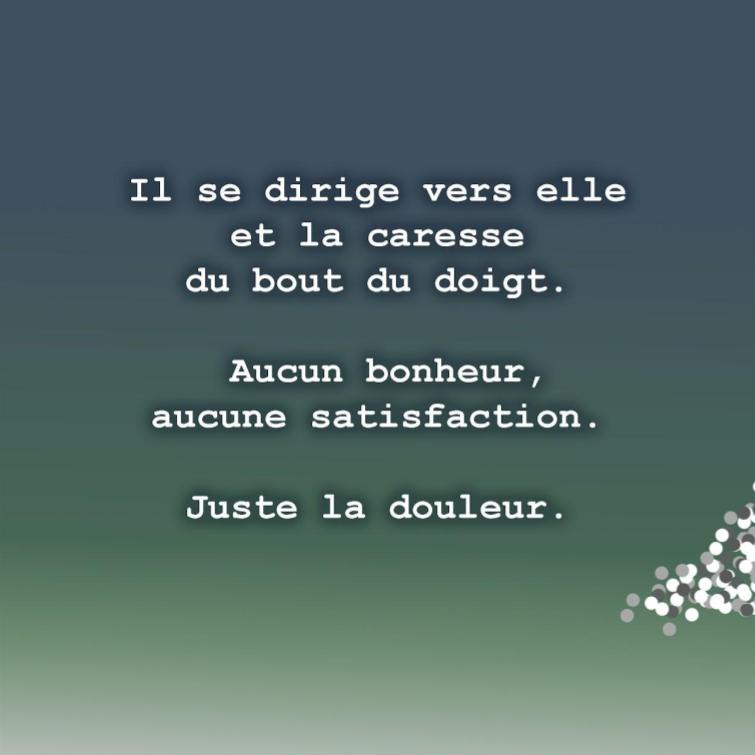 Il se dirige vers elle
et la caresse
du bout du doigt.
Aucun bonheur,
aucune satisfaction.
Juste la douleur.